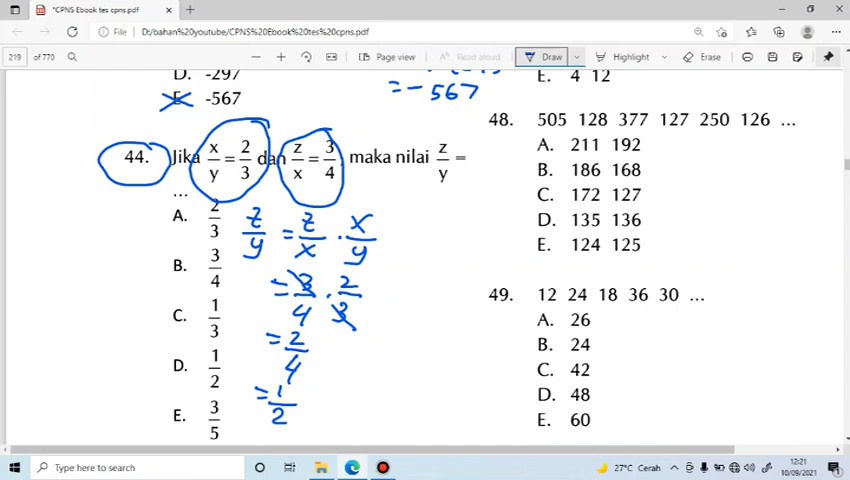 *CPNS Ebook tes cpns.pdf
File
D:/bahan%20youtube/CPNS%20Ebook%20tes%20cpns.pdf
219 of 770
Page view
Read aloud
Draw
Highlight
Erase
D. -297
E. -567
= - 567
44. Jika x/y = 2/3 dan z/x = 3/4, maka nilai z/y =
...
A. 2/3
B. 3/4
C. 1/3
D. 1/2
E. 3/5
z/y = z/x . x/y
= 3/4 . 2/3
= 2/4
= 1/2
E. 4 12
48. 505 128 377 127 250 126 ...
A. 211 192
B. 186 168
C. 172 127
D. 135 136
E. 124 125
49. 12 24 18 36 30 ...
A. 26
B. 24
C. 42
D. 48
E. 60
Type here to search
27°C Cerah
12:21
10/09/2021